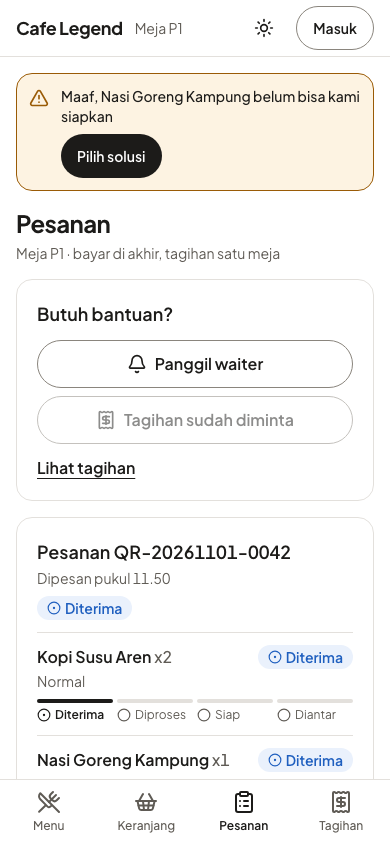 Cafe Legend Meja P1 Masuk
Maaf, Nasi Goreng Kampung belum bisa kami
siapkan
Pilih solusi
Pesanan
Meja P1 · bayar di akhir, tagihan satu meja
Butuh bantuan?
Panggil waiter
Tagihan sudah diminta
Lihat tagihan
Pesanan QR-20261101-0042
Dipesan pukul 11.50
Diterima
Kopi Susu Aren x2 Diterima
Normal
Diterima Diproses Siap Diantar
Nasi Goreng Kampung x1 Diterima
Menu Keranjang Pesanan Tagihan